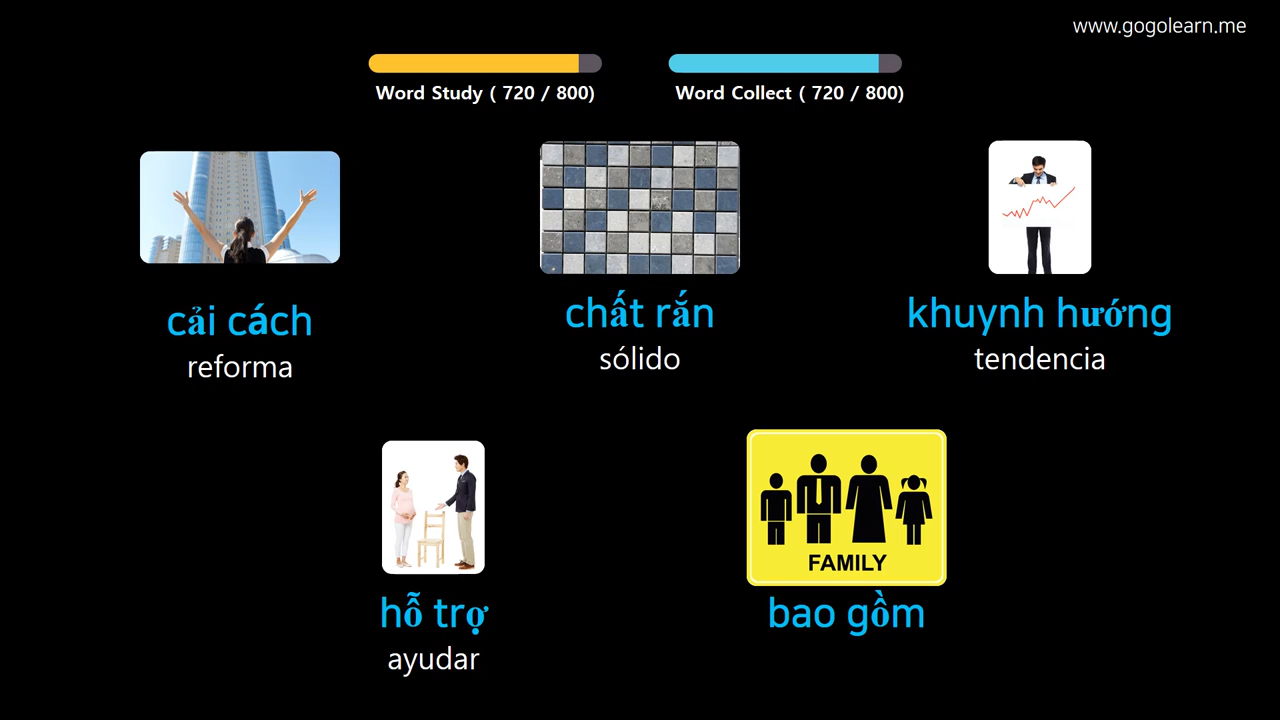 www.gogolearn.me
Word Study ( 720 / 800)
Word Collect ( 720 / 800)
cải cách
reforma
chất rắn
sólido
khuynh hướng
tendencia
hỗ trợ
ayudar
FAMILY
bao gồm